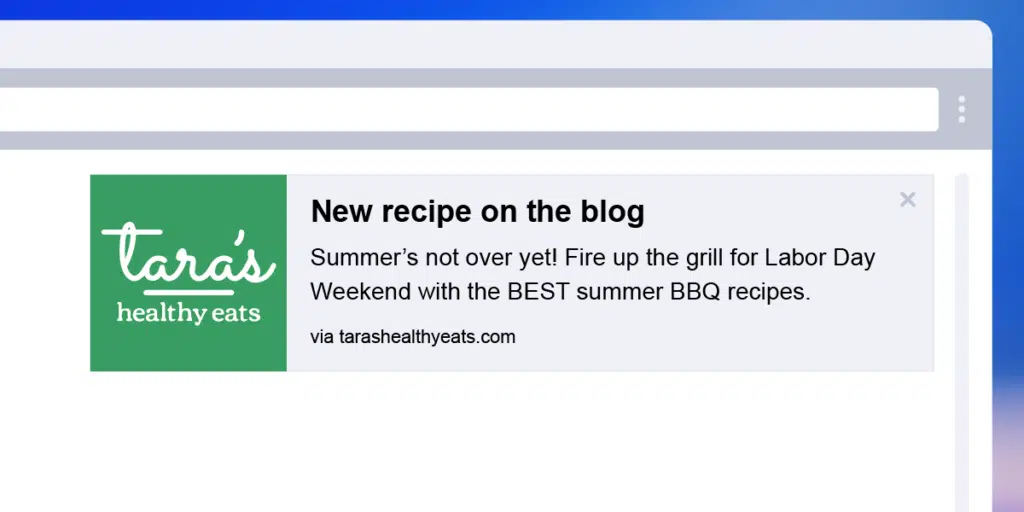 tara's
healthy eats
New recipe on the blog
Summer’s not over yet! Fire up the grill for Labor Day
Weekend with the BEST summer BBQ recipes.
via tarashealthyeats.com